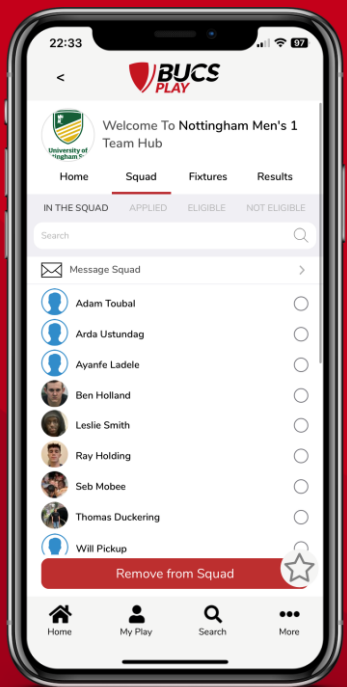 22:33
97
<
BUCS
PLAY
Welcome To Nottingham Men's 1
Team Hub
University of
Home Squad Fixtures Results
IN THE SQUAD APPLIED ELIGIBLE NOT ELIGIBLE
Search
Message Squad >
Adam Toubal
Arda Ustundag
Ayanfe Ladele
Ben Holland
Leslie Smith
Ray Holding
Seb Mobee
Thomas Duckering
Will Pickup
Remove from Squad
Home My Play Search More